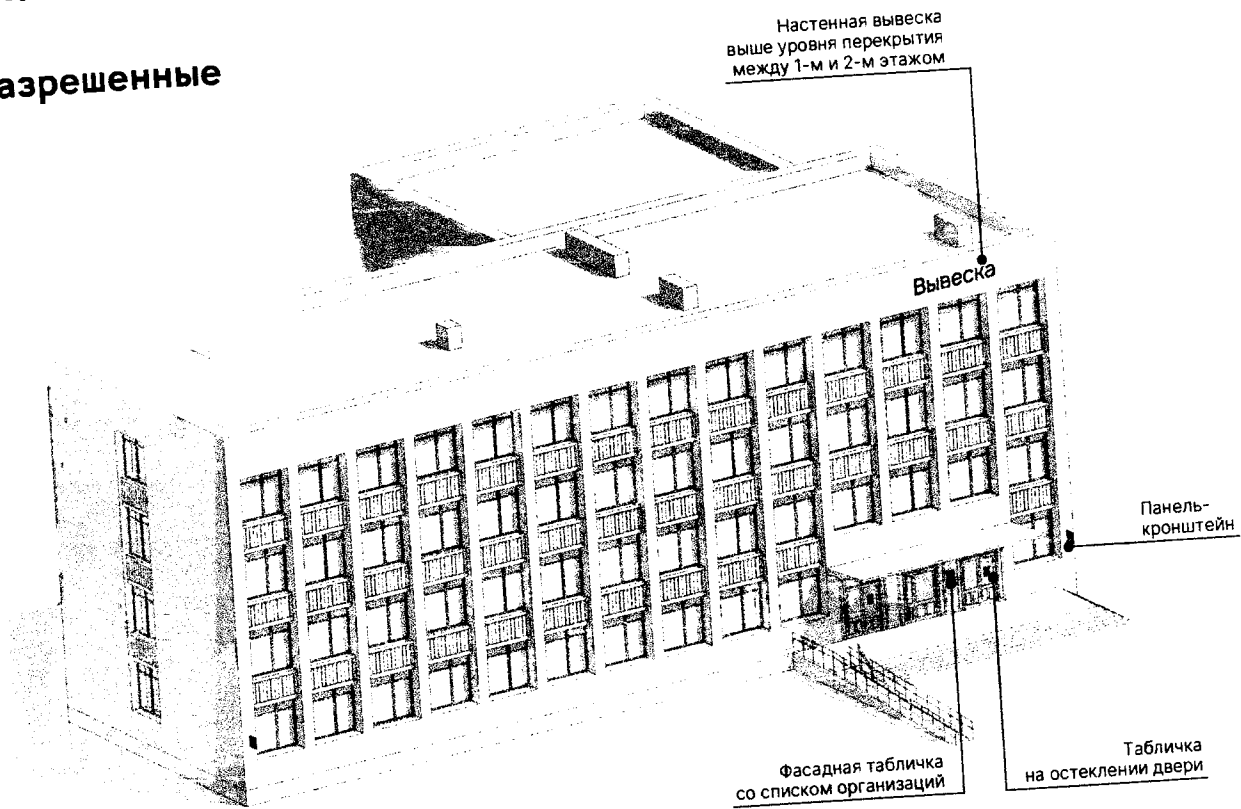 Настенная вывеска
выше уровня перекрытия
между 1-м и 2-м этажом
азрешенные
Вывеска
Панель-
кронштейн
Фасадная табличка
со списком организаций
Табличка
на остеклении двери